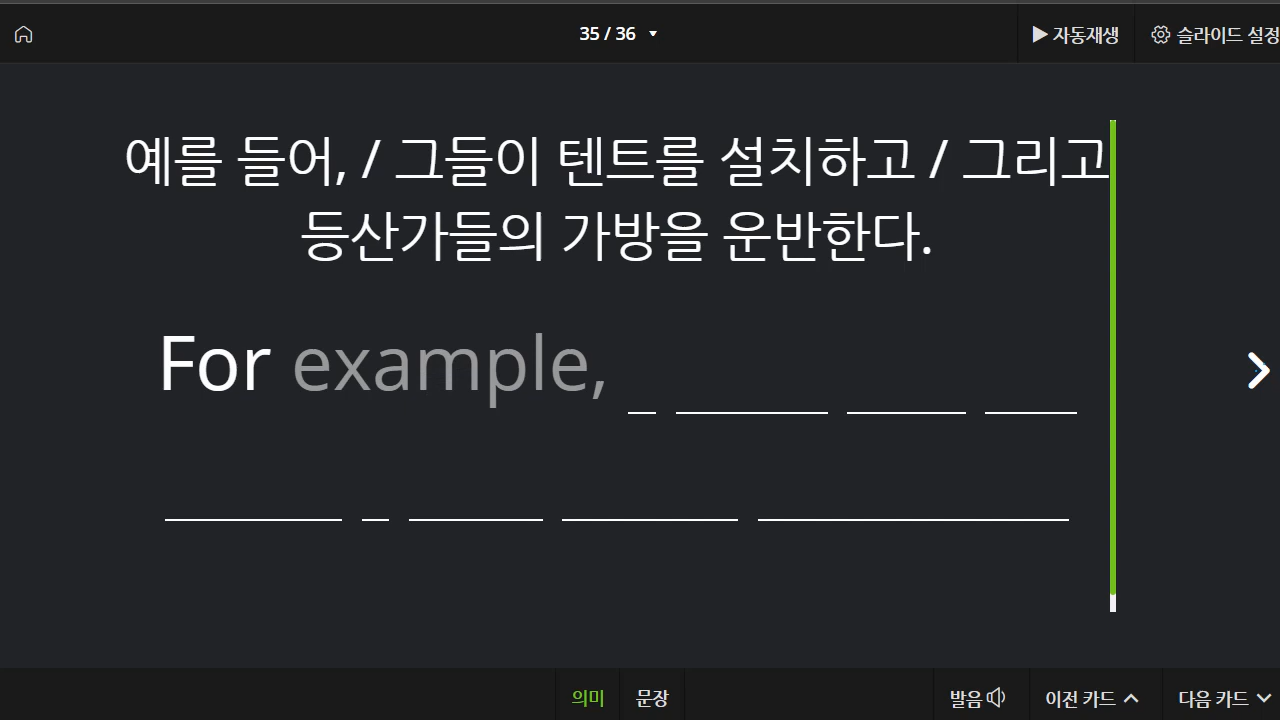 35 / 36
자동재생
슬라이드 설정
예를 들어, / 그들이 텐트를 설치하고 / 그리고
등산가들의 가방을 운반한다.
For example,
의미
문장
발음
이전 카드
다음 카드